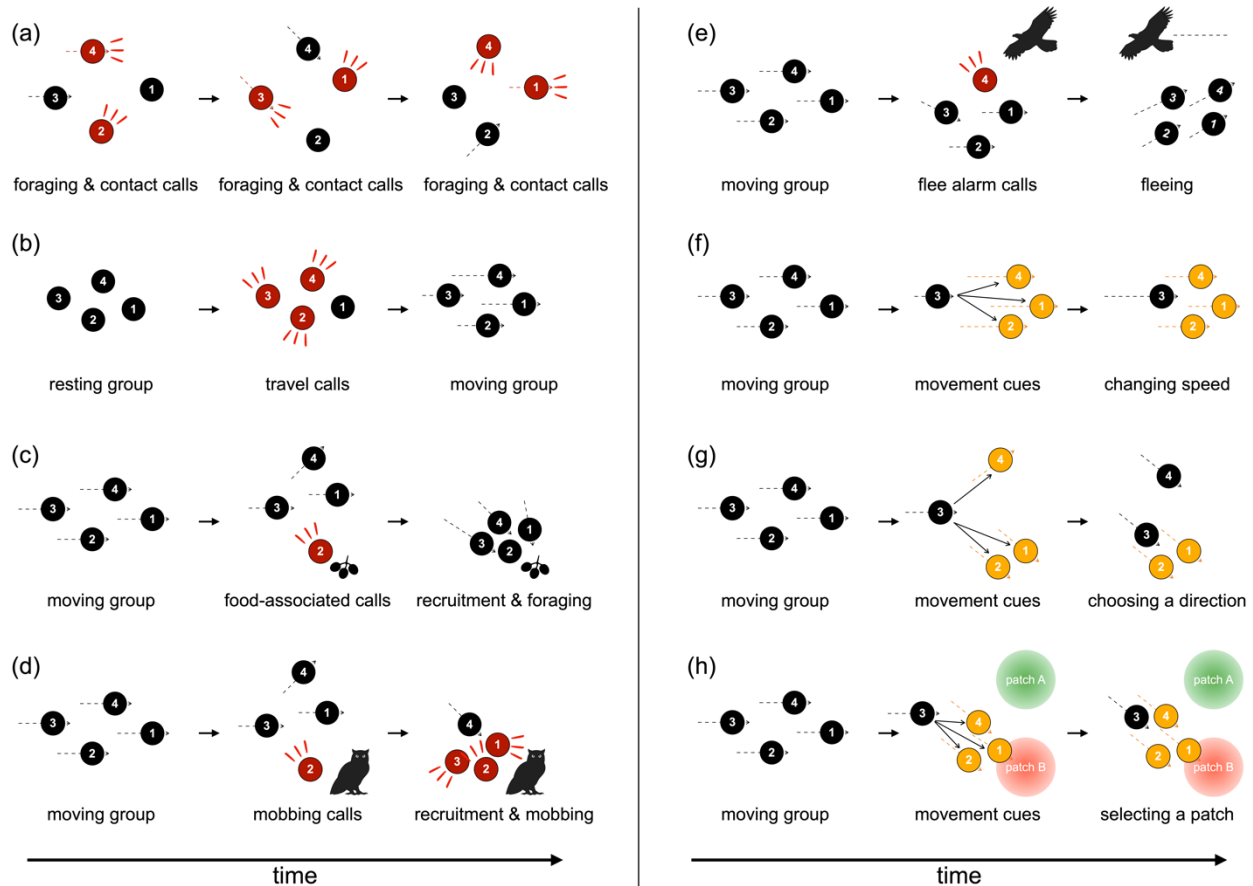 (a)
4 3 1 2
4 1 3 2
4 1 3 2
foraging & contact calls foraging & contact calls foraging & contact calls
(b)
4 3 1 2
4 3 1 2
4 3 1 2
resting group travel calls moving group
(c)
4 3 1 2
4 1 3 2
4 1 3 2
moving group food-associated calls recruitment & foraging
(d)
4 3 1 2
4 1 3 2
4 1 3 2
moving group mobbing calls recruitment & mobbing
time
(e)
4 3 1 2
4 3 1 2
4 3 2 1
moving group flee alarm calls fleeing
(f)
4 3 1 2
4 3 1 2
4 3 1 2
moving group movement cues changing speed
(g)
4 3 1 2
4 3 1 2
4 3 1 2
moving group movement cues choosing a direction
(h)
4 3 1 2
3 4 1 2 patch A patch B
3 4 1 2 patch A patch B
moving group movement cues selecting a patch
time